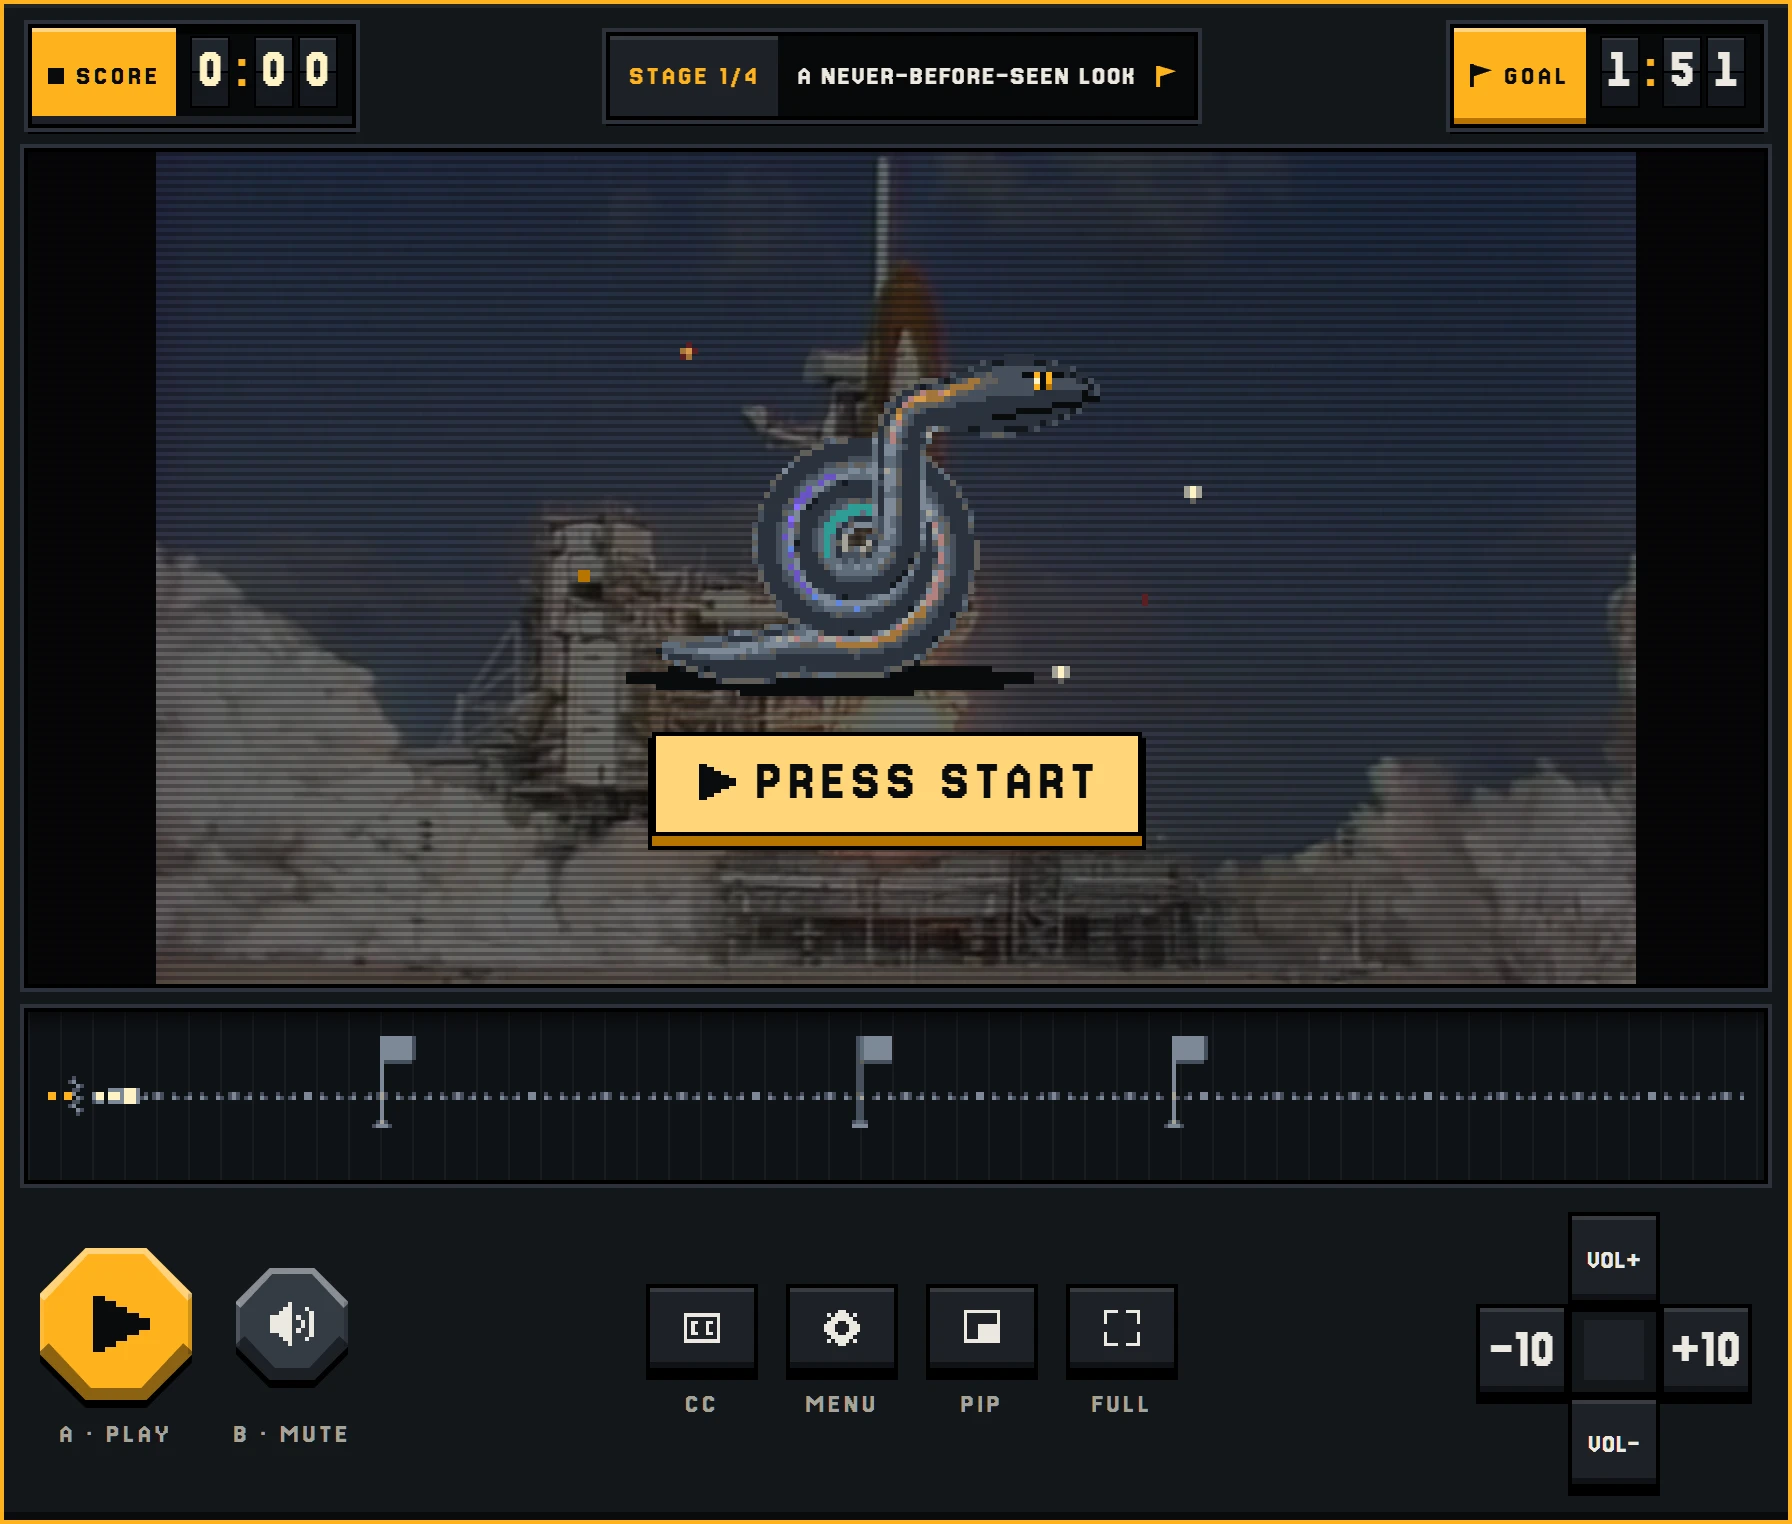 SCORE 0:00
STAGE 1/4 A NEVER-BEFORE-SEEN LOOK
GOAL 1:51
PRESS START
A · PLAY
B · MUTE
CC
CC
MENU
PIP
FULL
VOL+
-10
+10
VOL-